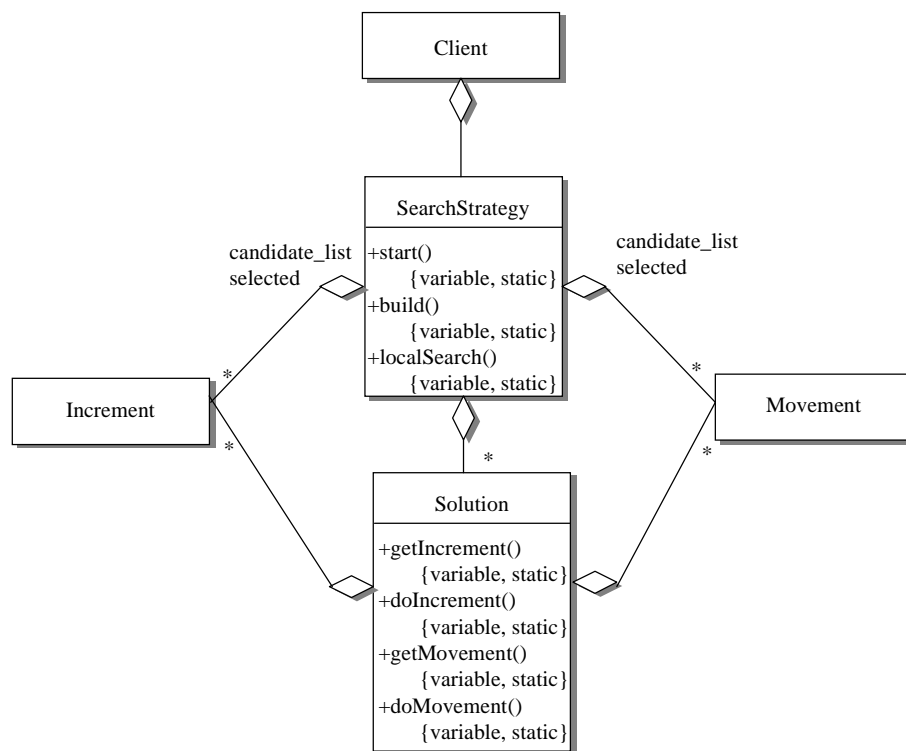 Client
SearchStrategy
+start()
{variable, static}
+build()
{variable, static}
+localSearch()
{variable, static}
candidate_list
selected
candidate_list
selected
*
*
Increment
*
Movement
*
*
Solution
+getIncrement()
{variable, static}
+doIncrement()
{variable, static}
+getMovement()
{variable, static}
+doMovement()
{variable, static}